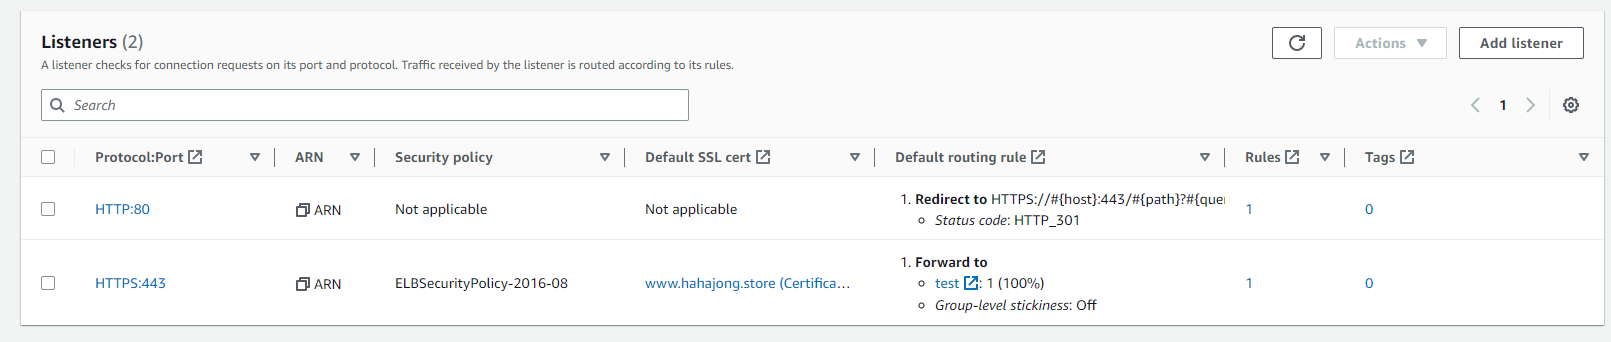 Listeners (2)
Actions
Add listener
A listener checks for connection requests on its port and protocol. Traffic received by the listener is routed according to its rules.
Search
1
Protocol:Port
ARN
Security policy
Default SSL cert
Default routing rule
Rules
Tags
HTTP:80
ARN
Not applicable
Not applicable
1. Redirect to HTTPS://#{host}:443/#{path}?#{que
Status code: HTTP_301
1
0
HTTPS:443
ARN
ELBSecurityPolicy-2016-08
www.hahajong.store (Certifica…
1. Forward to
test : 1 (100%)
Group-level stickiness: Off
1
0